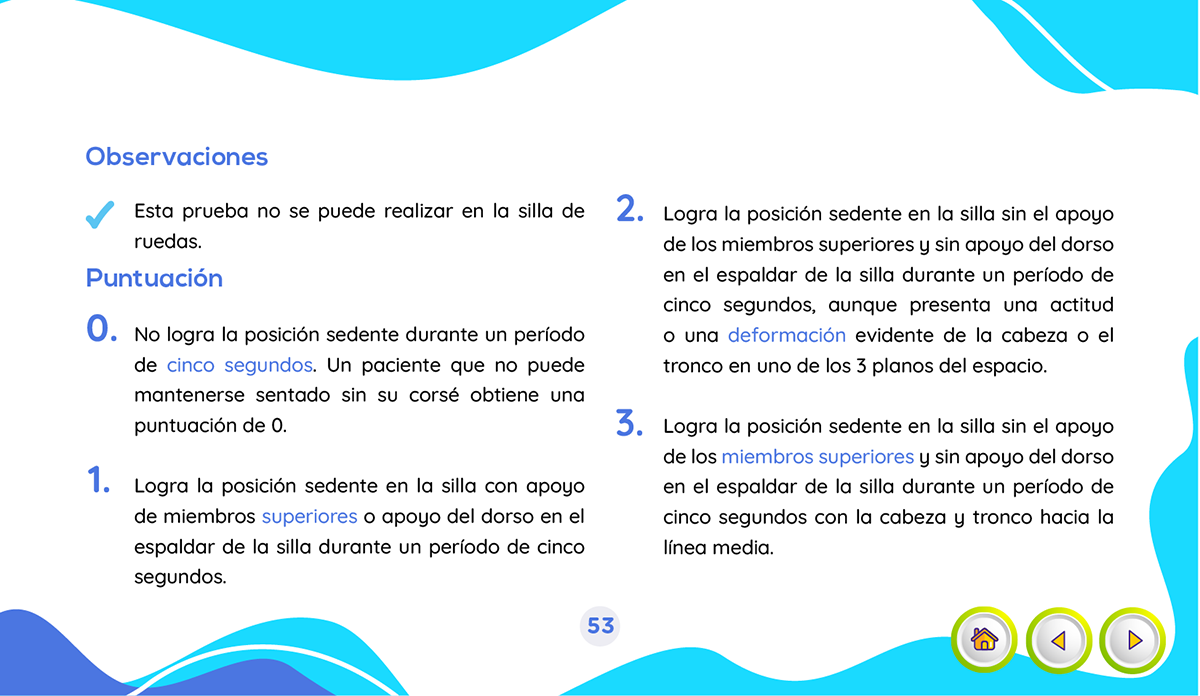 Observaciones
Esta prueba no se puede realizar en la silla de
ruedas.
Puntuación
0. No logra la posición sedente durante un período
de cinco segundos. Un paciente que no puede
mantenerse sentado sin su corsé obtiene una
puntuación de 0.
1. Logra la posición sedente en la silla con apoyo
de miembros superiores o apoyo del dorso en el
espaldar de la silla durante un período de cinco
segundos.
2. Logra la posición sedente en la silla sin el apoyo
de los miembros superiores y sin apoyo del dorso
en el espaldar de la silla durante un período de
cinco segundos, aunque presenta una actitud
o una deformación evidente de la cabeza o el
tronco en uno de los 3 planos del espacio.
3. Logra la posición sedente en la silla sin el apoyo
de los miembros superiores y sin apoyo del dorso
en el espaldar de la silla durante un período de
cinco segundos con la cabeza y tronco hacia la
línea media.
53